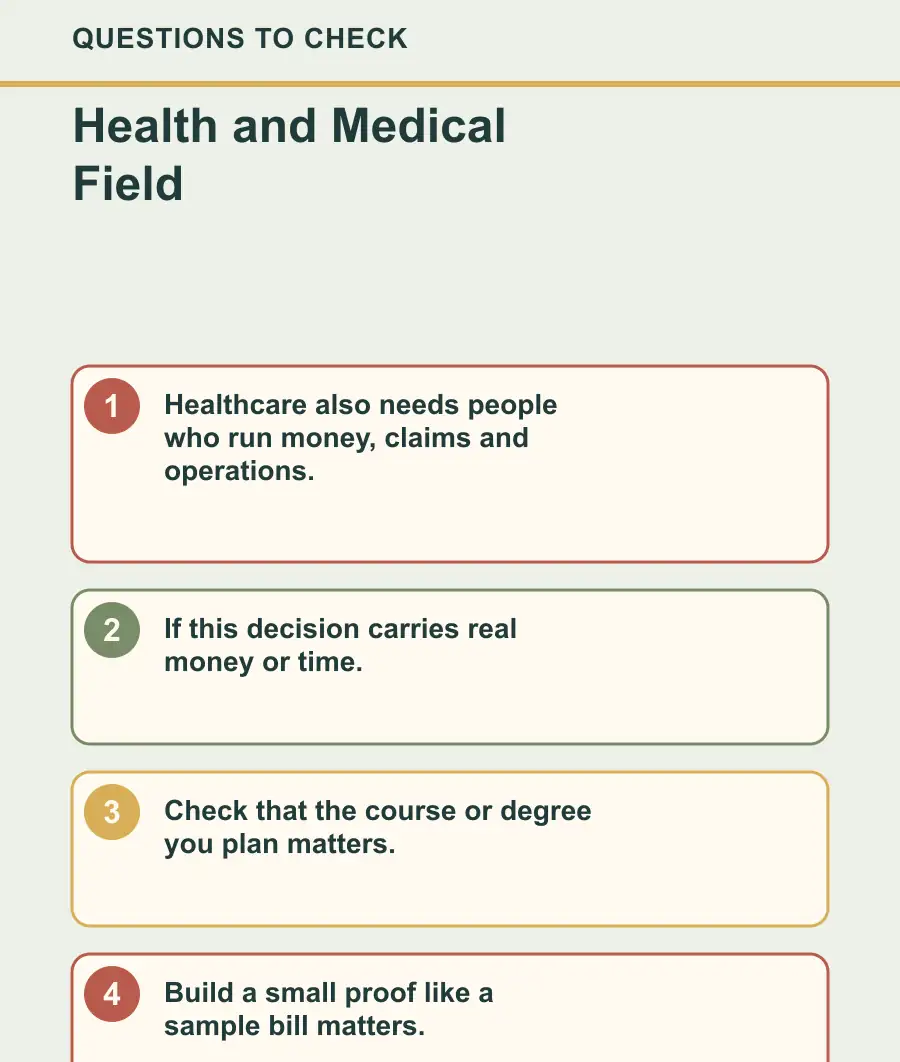 QUESTIONS TO CHECK
Health and Medical
Field
1
Healthcare also needs people
who run money, claims and
operations.
2
If this decision carries real
money or time.
3
Check that the course or degree
you plan matters.
4
Build a small proof like a
sample bill matters.